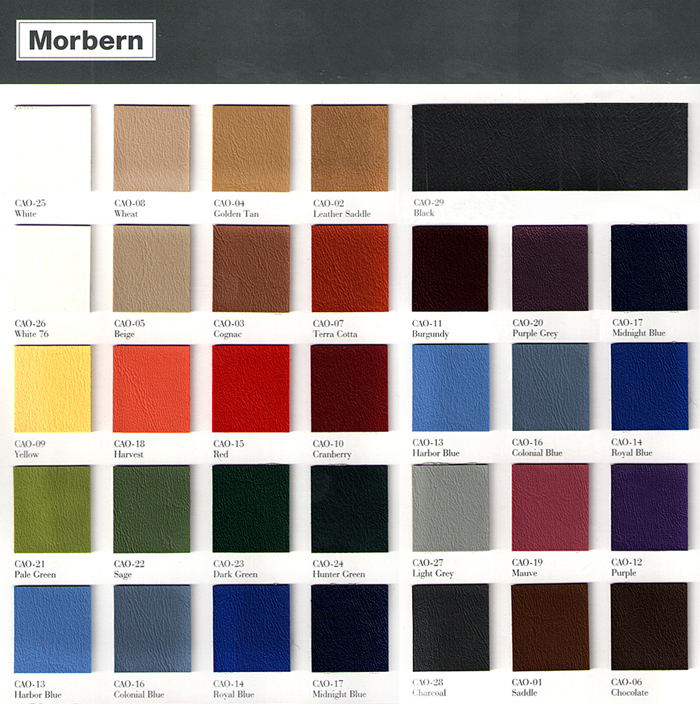 Morbern
CAO-25
White
CAO-08
Wheat
CAO-04
Golden Tan
CAO-02
Leather Saddle
CAO-29
Black
CAO-26
White 76
CAO-05
Beige
CAO-03
Cognac
CAO-07
Terra Cotta
CAO-11
Burgundy
CAO-20
Purple Grey
CAO-17
Midnight Blue
CAO-09
Yellow
CAO-18
Harvest
CAO-15
Red
CAO-10
Cranberry
CAO-13
Harbor Blue
CAO-16
Colonial Blue
CAO-14
Royal Blue
CAO-21
Pale Green
CAO-22
Sage
CAO-23
Dark Green
CAO-24
Hunter Green
CAO-27
Light Grey
CAO-19
Mauve
CAO-12
Purple
CAO-13
Harbor Blue
CAO-16
Colonial Blue
CAO-14
Royal Blue
CAO-17
Midnight Blue
CAO-28
Charcoal
CAO-01
Saddle
CAO-06
Chocolate